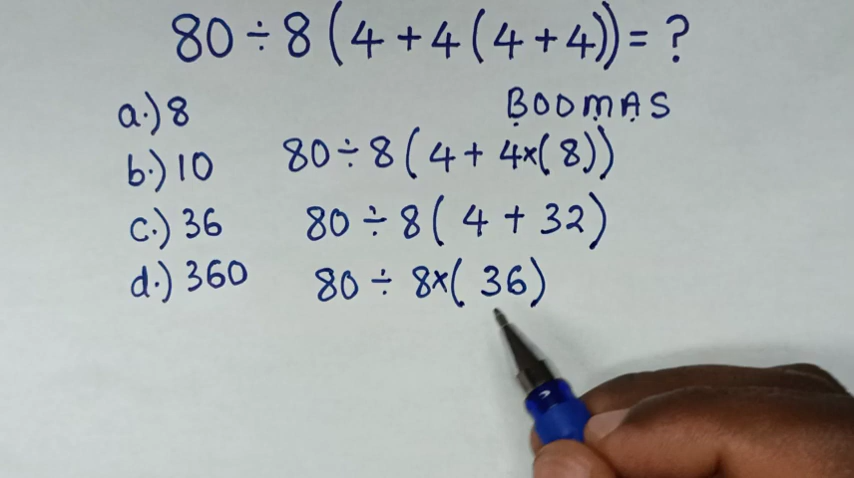 80 ÷ 8 ( 4 + 4 ( 4 + 4 ) ) = ?
a.) 8
BODMAS
b.) 10
80 ÷ 8 ( 4 + 4 × ( 8 ) )
c.) 36
80 ÷ 8 ( 4 + 32 )
d.) 360
80 ÷ 8 × ( 36 )